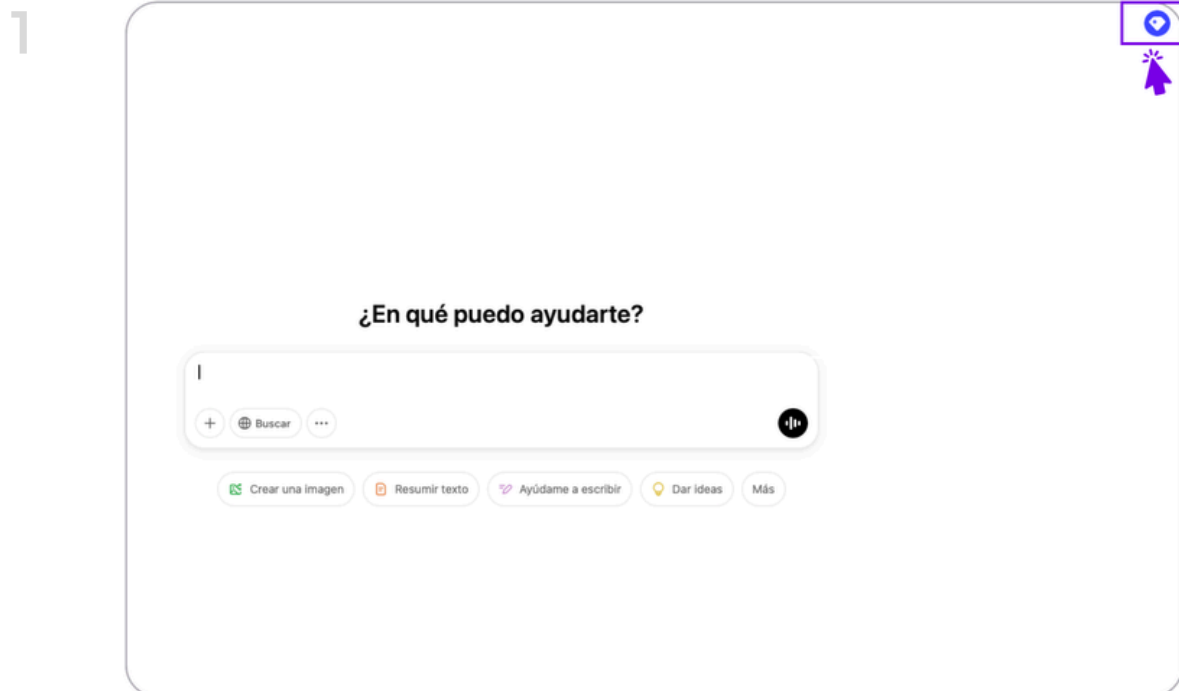 1
¿En qué puedo ayudarte?
Buscar
Crear una imagen
Resumir texto
Ayúdame a escribir
Dar ideas
Más